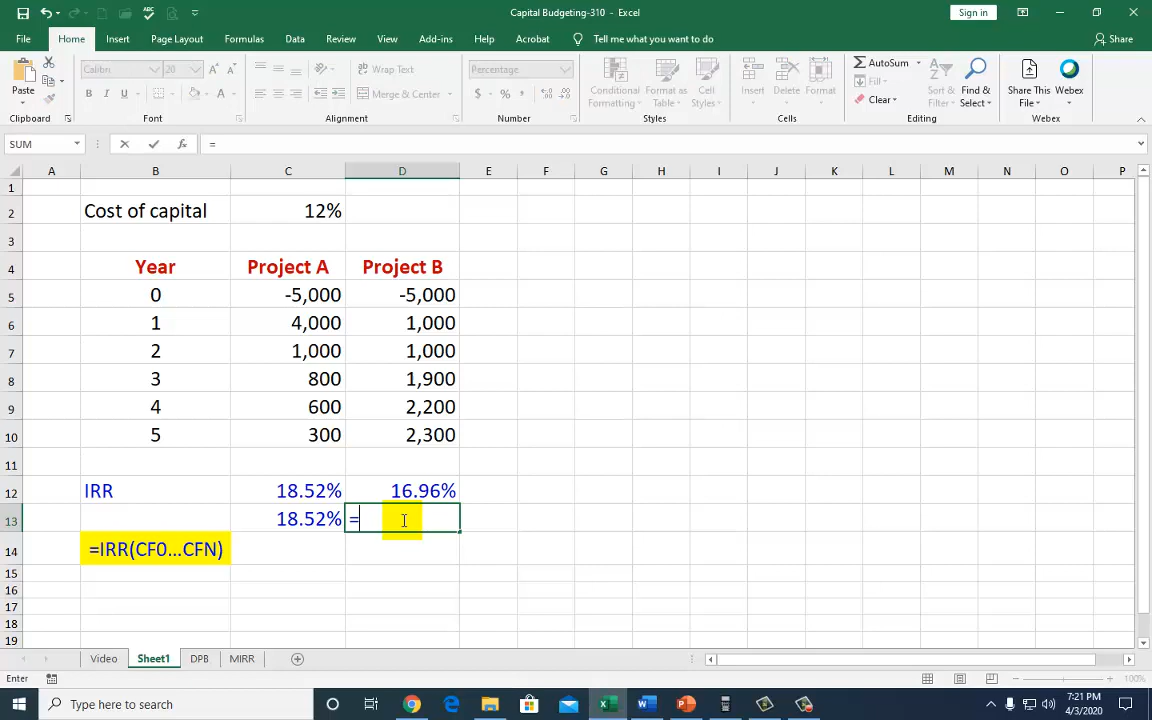 Capital Budgeting-310 - Excel
Sign in
File Home Insert Page Layout Formulas Data Review View Add-ins Help Acrobat Tell me what you want to do Share
Paste
Clipboard
Calibri 20
B I U
Font
Wrap Text
Merge & Center
Alignment
Percentage
$ % ,
Number
Conditional Formatting
Format as Table
Cell Styles
Styles
Insert Delete Format
Cells
AutoSum
Fill
Clear
Sort & Filter
Find & Select
Editing
Share This File
Webex
Webex
SUM fx =
A B C D E F G H I J K L M N O P
1
2 Cost of capital 12%
3
4 Year Project A Project B
5 0 -5,000 -5,000
6 1 4,000 1,000
7 2 1,000 1,000
8 3 800 1,900
9 4 600 2,200
10 5 300 2,300
11
12 IRR 18.52% 16.96%
13 18.52% =
14 =IRR(CF0...CFN)
15
16
17
18
19
Video Sheet1 DPB MIRR
Enter 100%
Type here to search
7:21 PM
4/3/2020